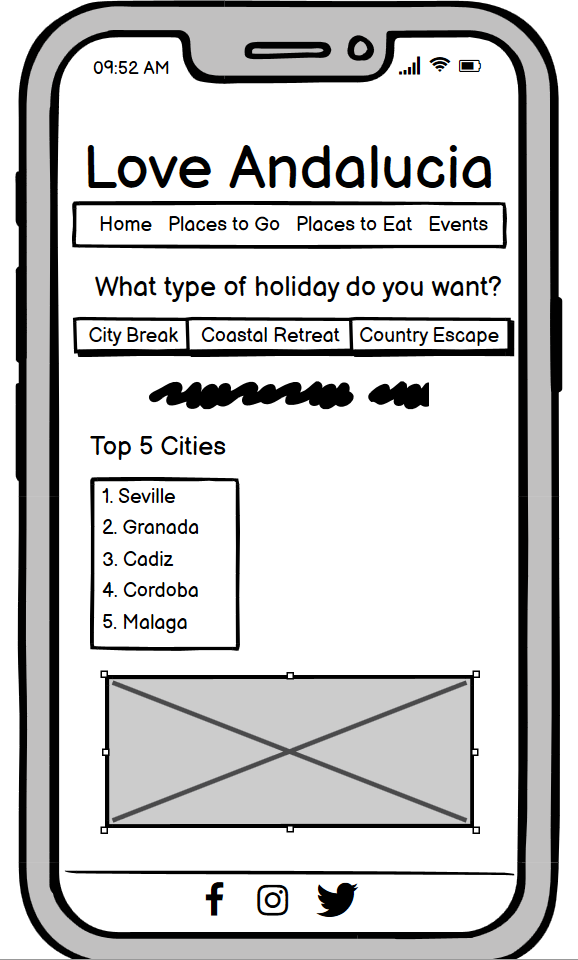 09:52 AM
Love Andalucia
Home Places to Go Places to Eat Events
What type of holiday do you want?
City Break Coastal Retreat Country Escape
Top 5 Cities
1. Seville
2. Granada
3. Cadiz
4. Cordoba
5. Malaga